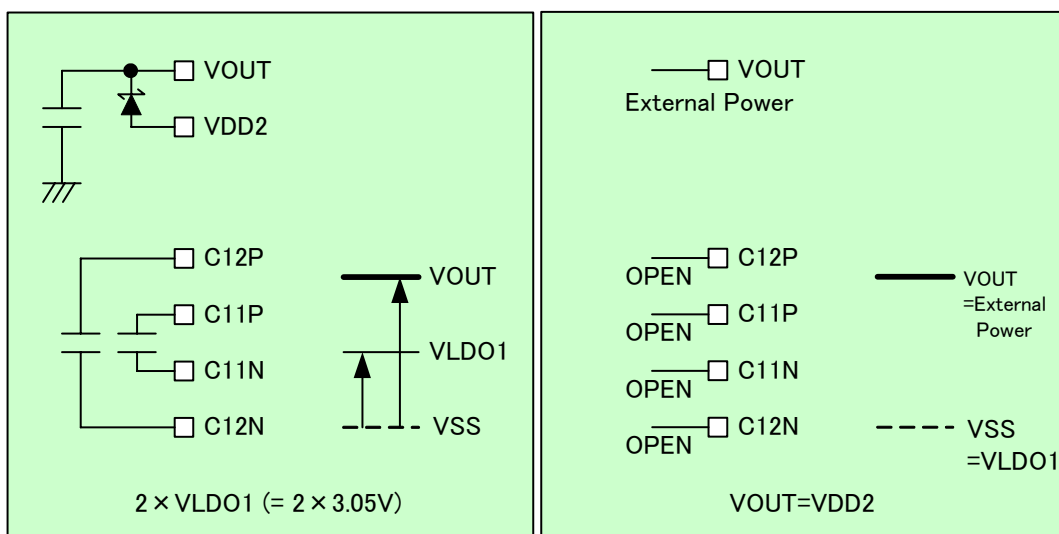 VOUT
VDD2
C12P
C11P
C11N
C12N
VOUT
VLDO1
VSS
2×VLDO1 (= 2×3.05V)
VOUT
External Power
OPEN C12P
OPEN C11P
OPEN C11N
OPEN C12N
VOUT
=External
Power
VSS
=VLDO1
VOUT=VDD2